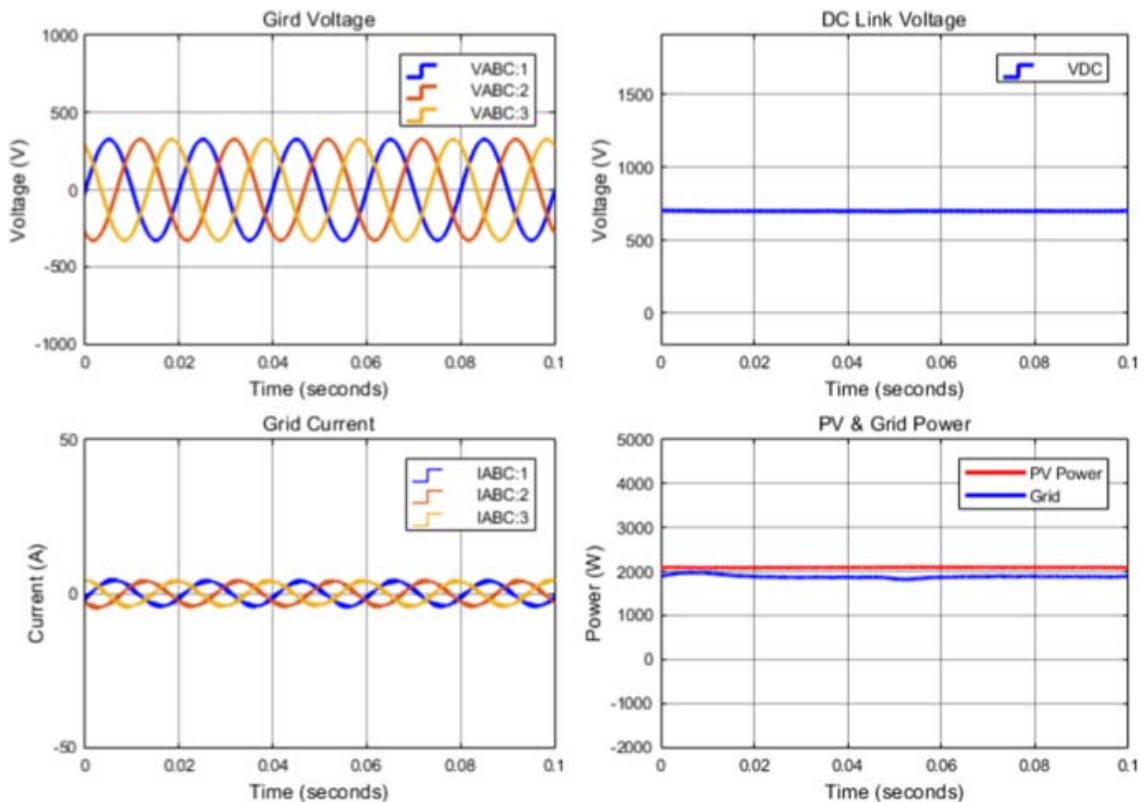 Gird Voltage
1000
500
0
-500
-1000
Voltage (V)
VABC:1
VABC:2
VABC:3
0 0.02 0.04 0.06 0.08 0.1
Time (seconds)
DC Link Voltage
1500
1000
500
0
Voltage (V)
VDC
0 0.02 0.04 0.06 0.08 0.1
Time (seconds)
Grid Current
50
0
-50
Current (A)
IABC:1
IABC:2
IABC:3
0 0.02 0.04 0.06 0.08 0.1
Time (seconds)
PV & Grid Power
5000
4000
3000
2000
1000
0
-1000
-2000
Power (W)
PV Power
Grid
0 0.02 0.04 0.06 0.08 0.1
Time (seconds)